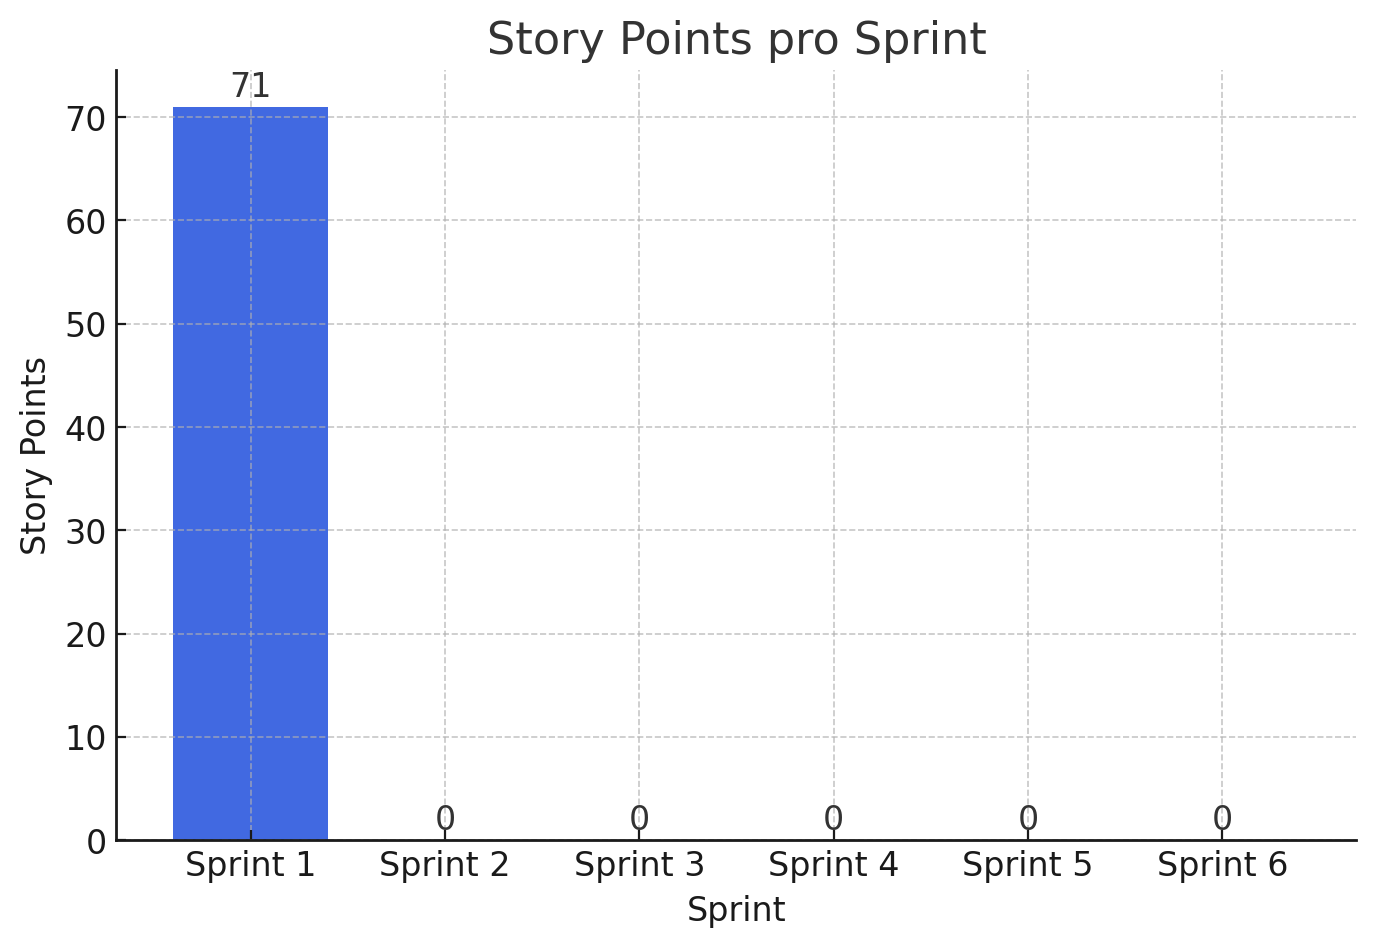 Story Points pro Sprint
71
70
60
50
40
30
20
10
0
Story Points
0 0 0 0 0
Sprint 1 Sprint 2 Sprint 3 Sprint 4 Sprint 5 Sprint 6
Sprint